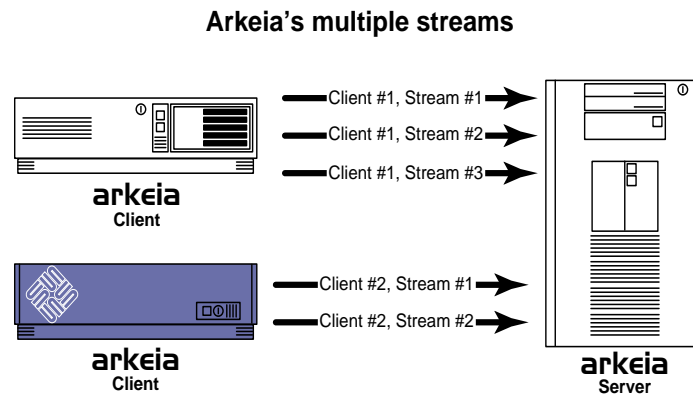 Arkeia's multiple streams
Client #1, Stream #1
Client #1, Stream #2
Client #1, Stream #3
arkeia
Client
Client #2, Stream #1
Client #2, Stream #2
arkeia
Client
arkeia
Server